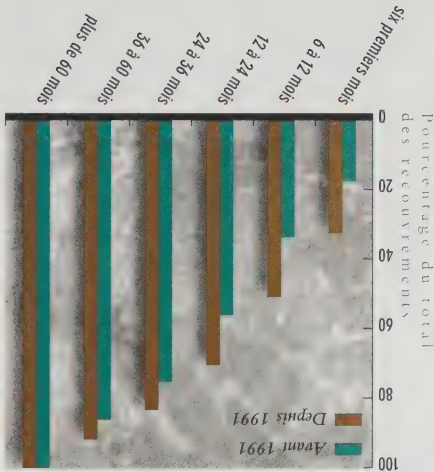 Pourcentage du total
des recouvrements
100
80
60
40
20
0
Avant 1991
Depuis 1991
six premiers mois
6 à 12 mois
12 à 24 mois
24 à 36 mois
36 à 60 mois
plus de 60 mois